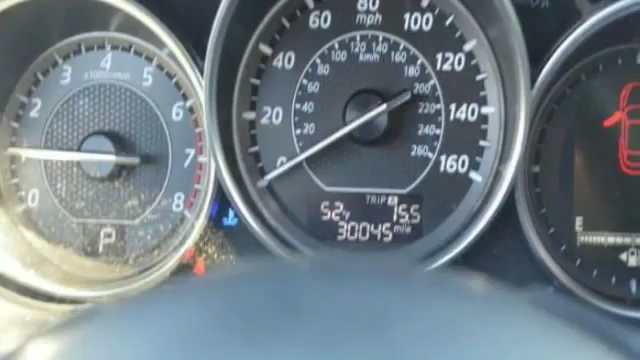 0 1 2 3 4 5 6 7 8
x1000r/min
P
0 20 40 60 80 100 120 140 160
mph
20 40 60 80 100 120 140 160 180 200 220 240 260
km/h
TRIP
52°F 15.5
30045 mile
E